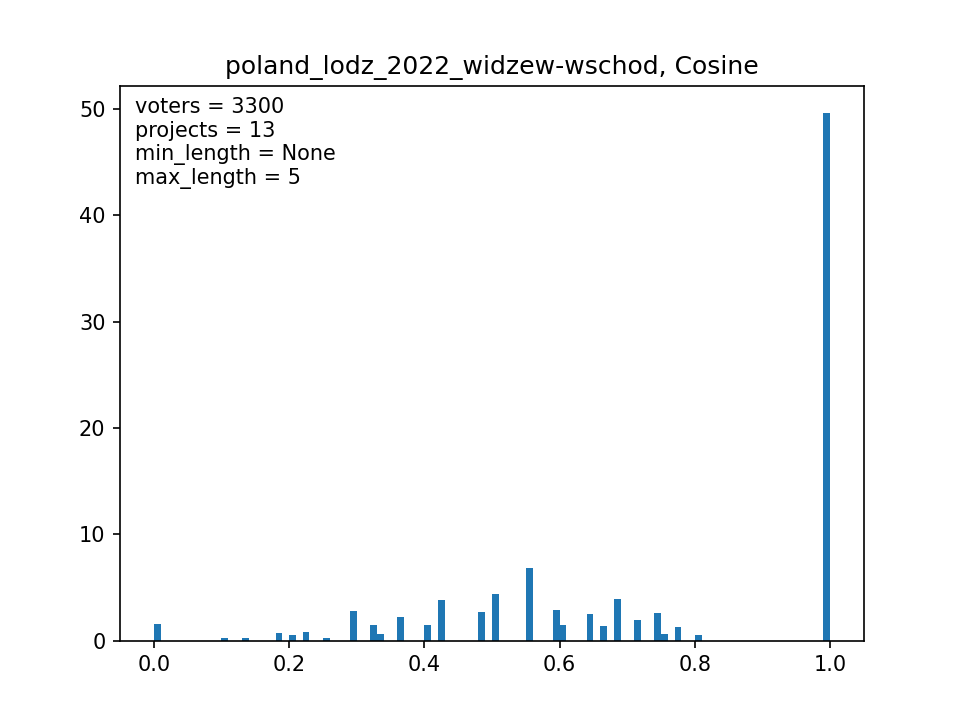 poland_lodz_2022_widzew-wschod, Cosine
voters = 3300
projects = 13
min_length = None
max_length = 5
50
40
30
20
10
0
0.0 0.2 0.4 0.6 0.8 1.0